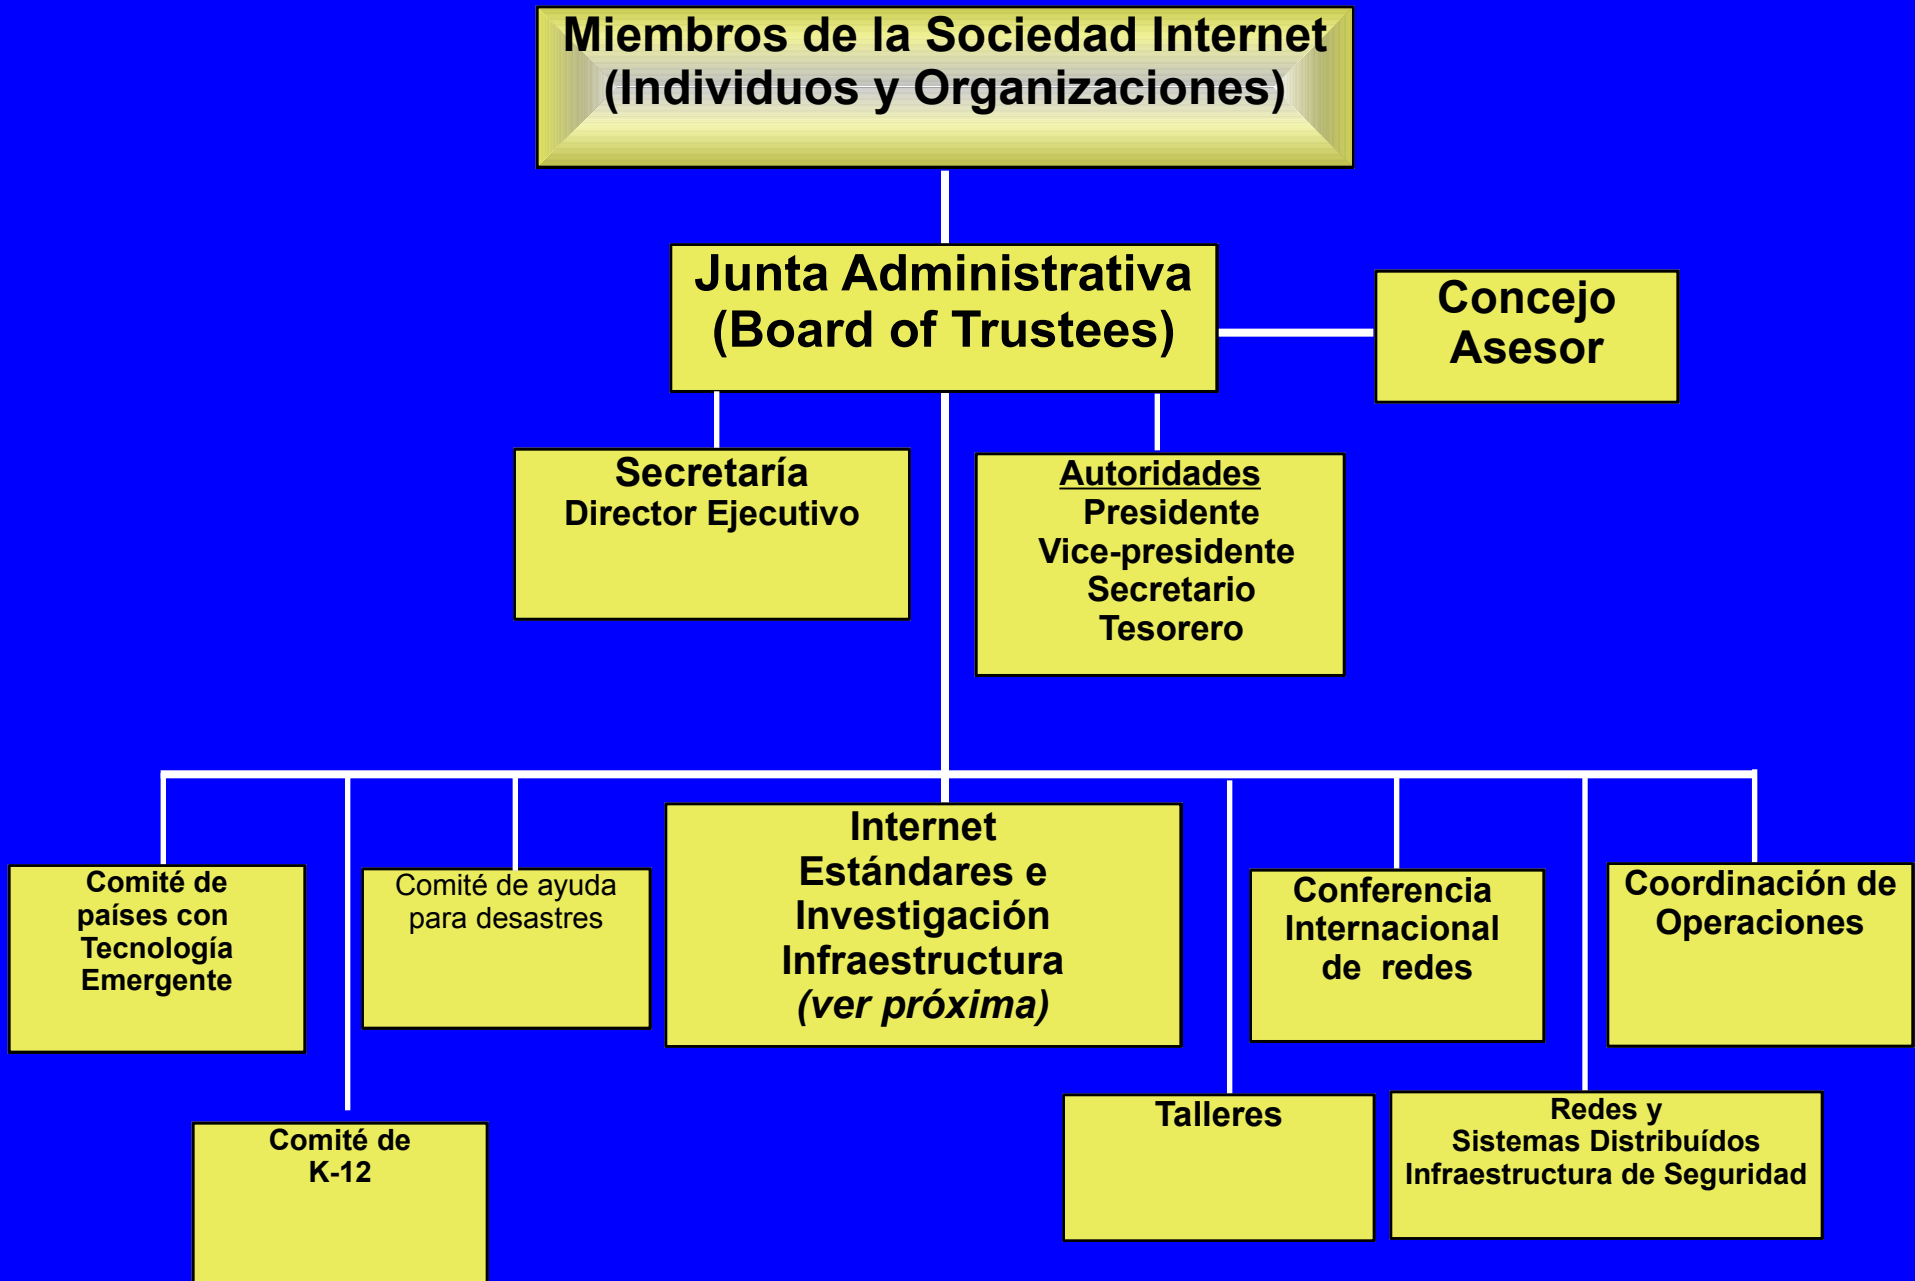 Miembros de la Sociedad Internet
(Individuos y Organizaciones)
Junta Administrativa
(Board of Trustees)
Concejo
Asesor
Secretaría
Director Ejecutivo
Autoridades
Presidente
Vice-presidente
Secretario
Tesorero
Comité de
países con
Tecnología
Emergente
Comité de ayuda
para desastres
Internet
Estándares e
Investigación
Infraestructura
(ver próxima)
Conferencia
Internacional
de redes
Coordinación de
Operaciones
Comité de
K-12
Talleres
Redes y
Sistemas Distribuídos
Infraestructura de Seguridad